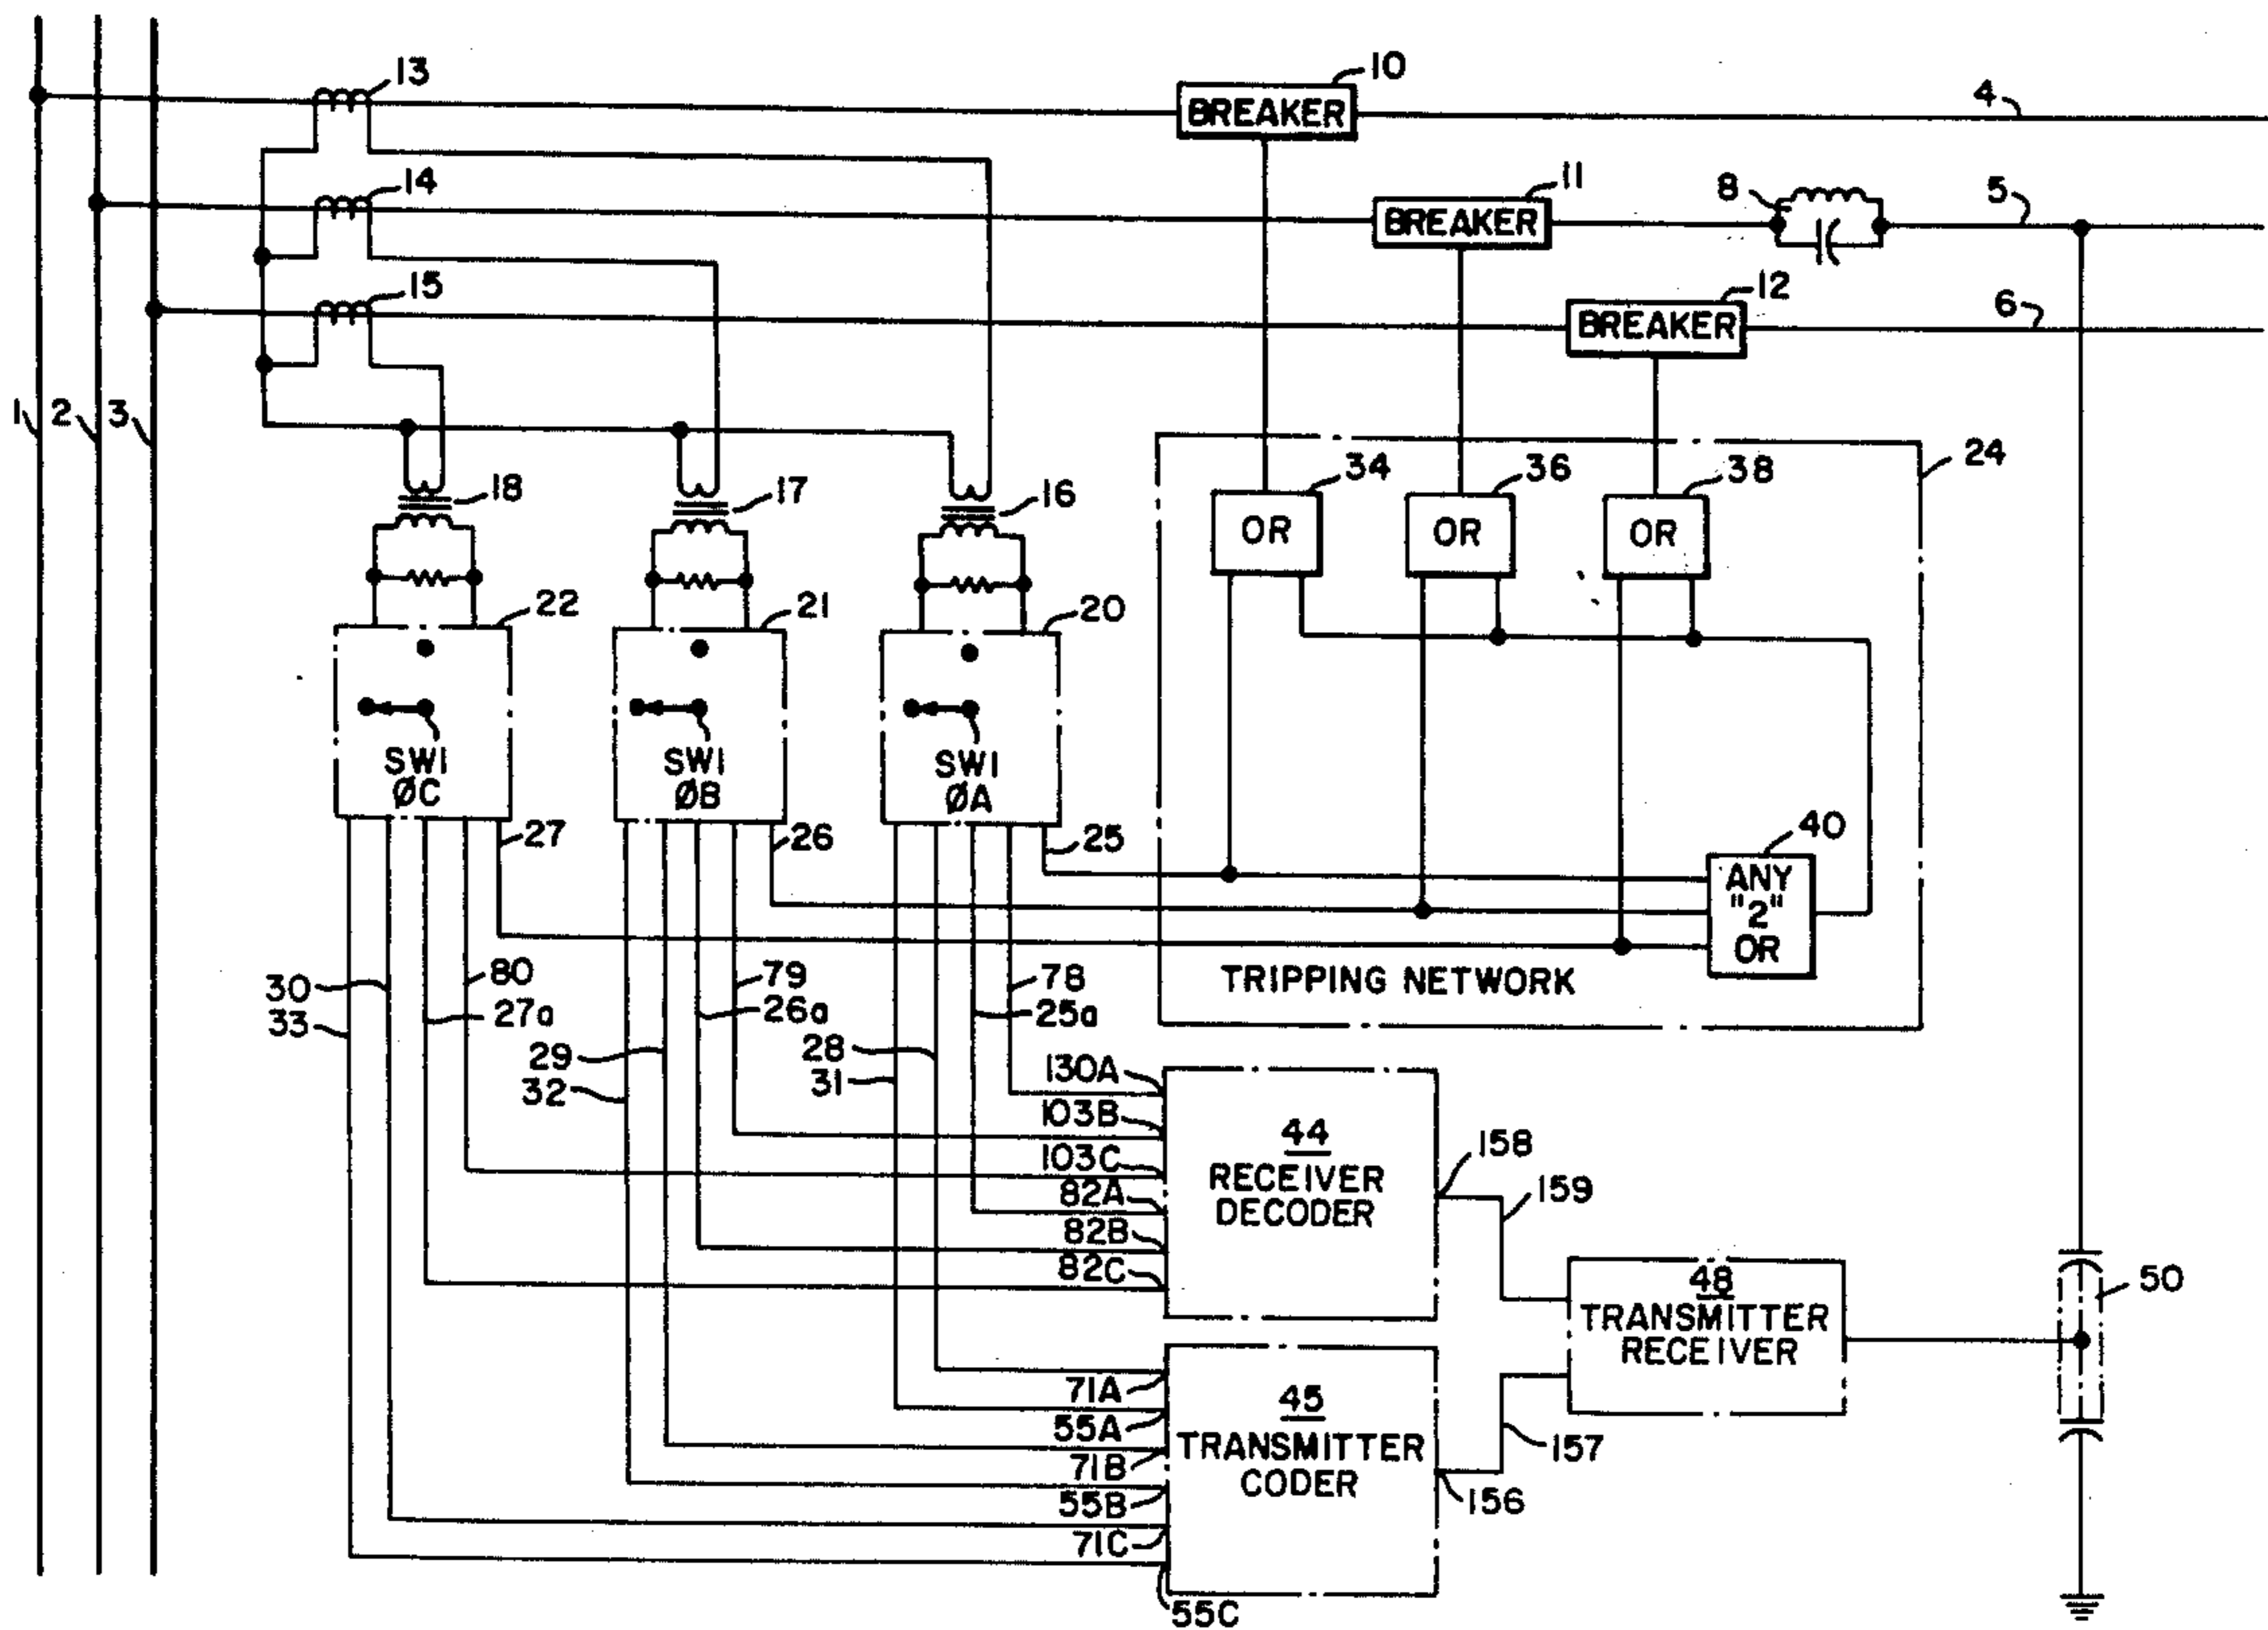 13
10
BREAKER
4
14
11
BREAKER
8
5
15
12
BREAKER
6
1
2
3
18
17
16
34
36
38
24
OR
OR
OR
22
21
20
SW1
ØC
SW1
ØB
SW1
ØA
27
26
25
40
ANY
"2"
OR
TRIPPING NETWORK
30
33
80
27a
79
26a
78
25a
29
32
28
31
130A
103B
103C
82A
82B
82C
44
RECEIVER
DECODER
158
159
48
TRANSMITTER
RECEIVER
50
71A
55A
71B
55B
71C
55C
45
TRANSMITTER
CODER
157
156